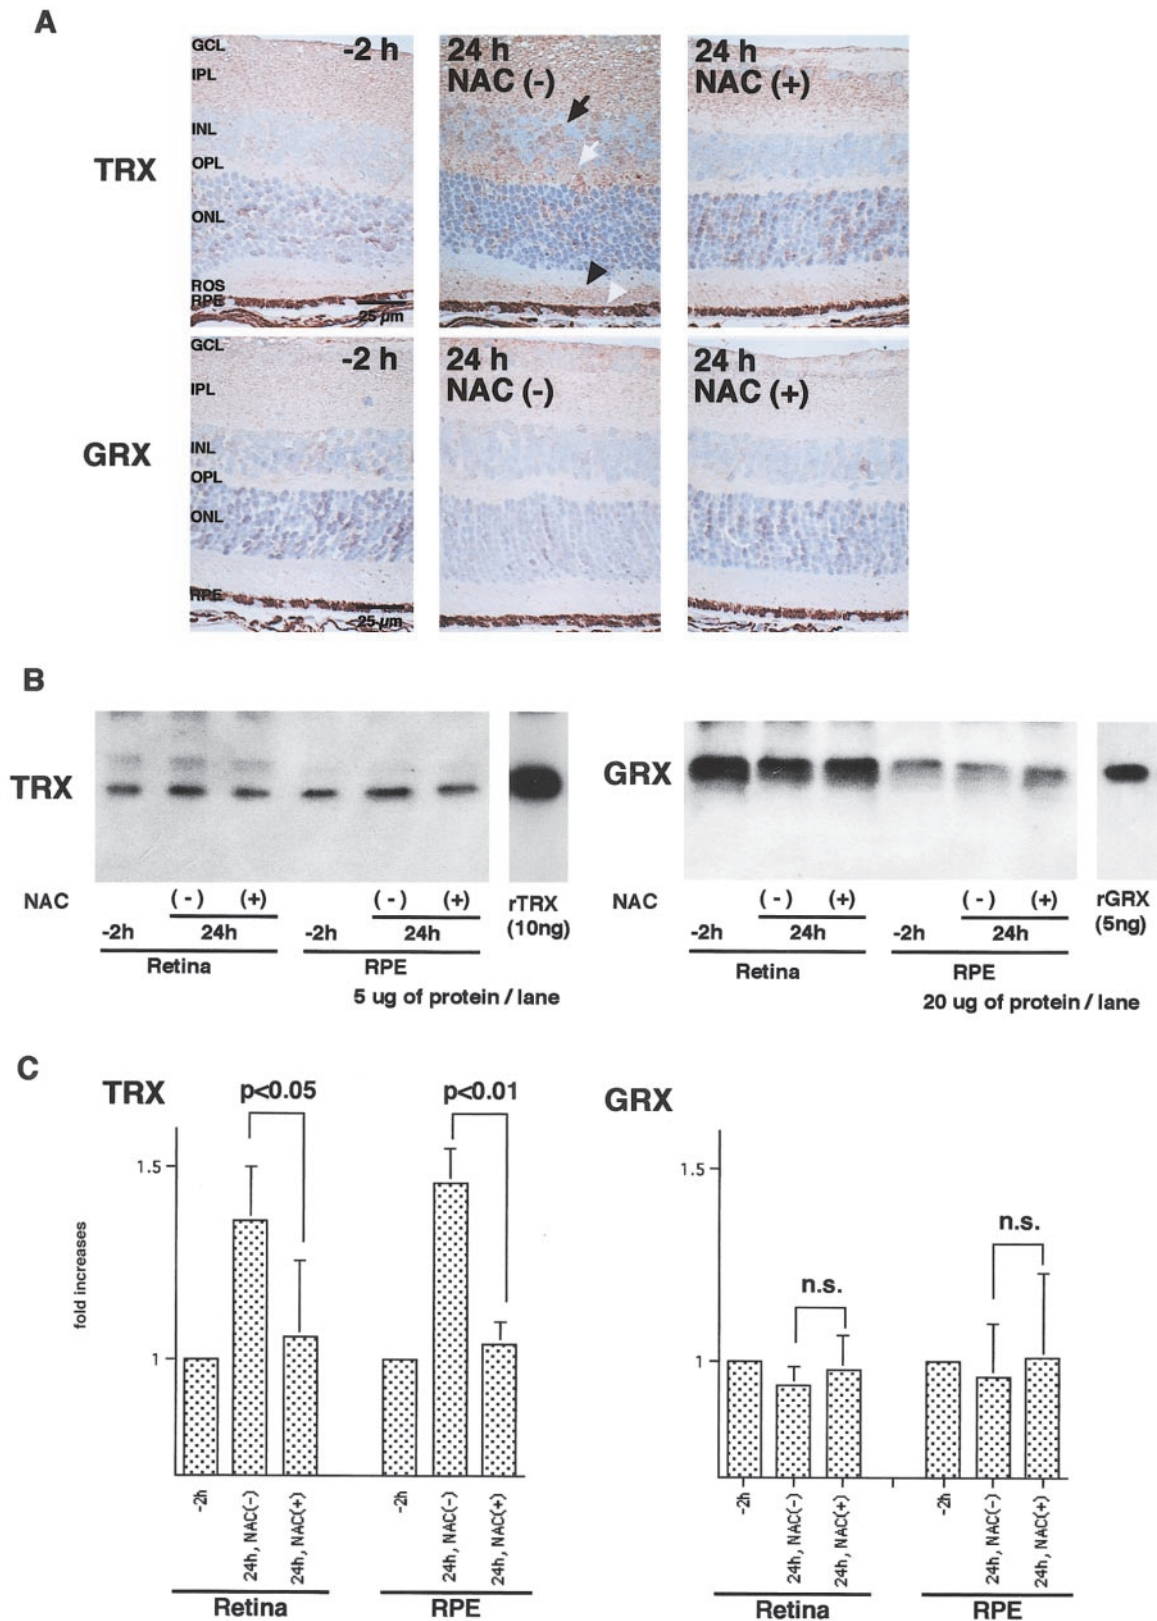 A
TRX
GCL
IPL
INL
OPL
ONL
ROS
RPE
-2 h
25 µm
24 h
NAC (-)
24 h
NAC (+)
GRX
GCL
IPL
INL
OPL
ONL
RPE
-2 h
25 µm
24 h
NAC (-)
24 h
NAC (+)
B
TRX
NAC (-) (+)
-2h 24h -2h 24h
(-) (+)
Retina RPE
rTRX
(10ng)
5 ug of protein / lane
GRX
NAC (-) (+)
-2h 24h -2h 24h
(-) (+)
Retina RPE
rGRX
(5ng)
20 ug of protein / lane
C
TRX
p<0.05
p<0.01
fold increases
1.5
1
-2h
24h, NAC(-)
24h, NAC(+)
-2h
24h, NAC(-)
24h, NAC(+)
Retina
RPE
GRX
n.s.
n.s.
1.5
1
-2h
24h, NAC(-)
24h, NAC(+)
-2h
24h, NAC(-)
24h, NAC(+)
Retina
RPE